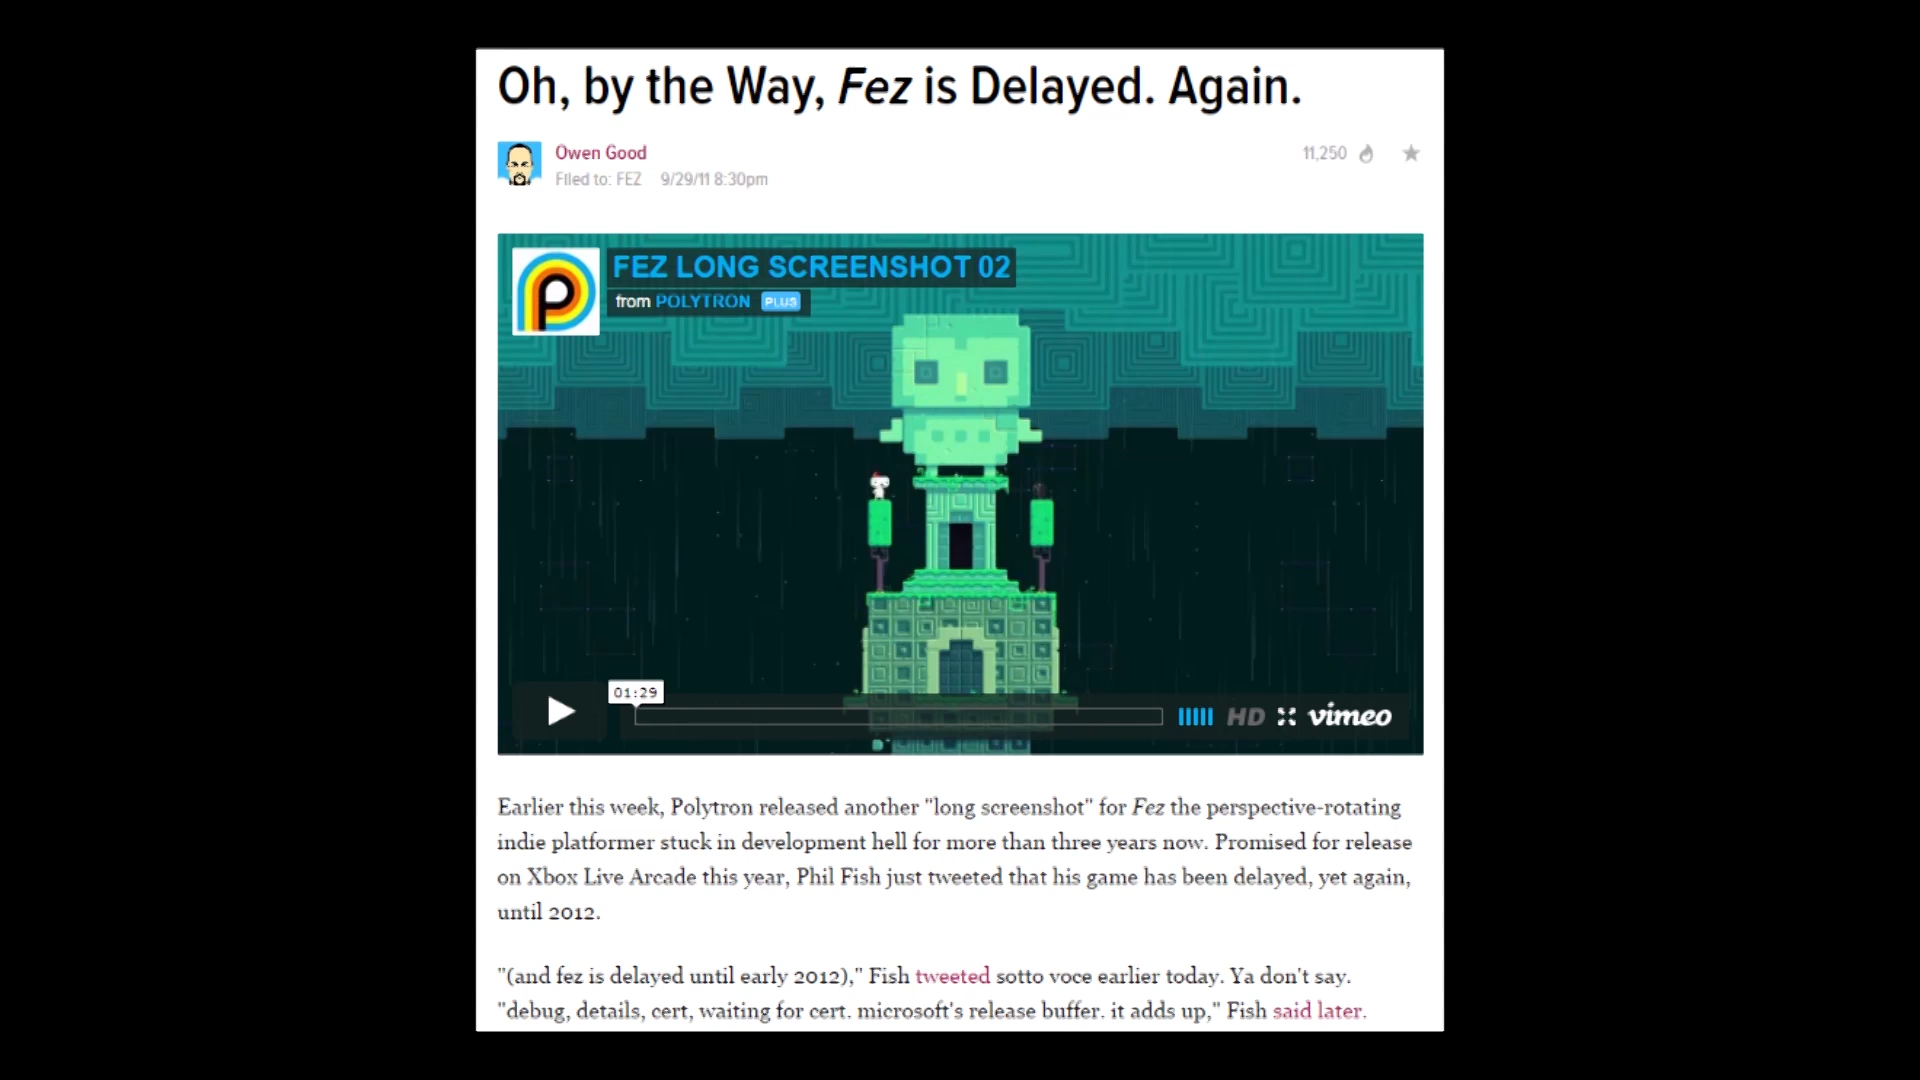 Oh, by the Way, Fez is Delayed. Again.
Owen Good
11,250
Filed to: FEZ 9/29/11 8:30pm
FEZ LONG SCREENSHOT 02
from POLYTRON PLUS
01:29
HD vimeo
Earlier this week, Polytron released another "long screenshot" for Fez the perspective-rotating
indie platformer stuck in development hell for more than three years now. Promised for release
on Xbox Live Arcade this year, Phil Fish just tweeted that his game has been delayed, yet again,
until 2012.
"(and fez is delayed until early 2012)," Fish tweeted sotto voce earlier today. Ya don't say.
"debug, details, cert, waiting for cert. microsoft's release buffer. it adds up," Fish said later.